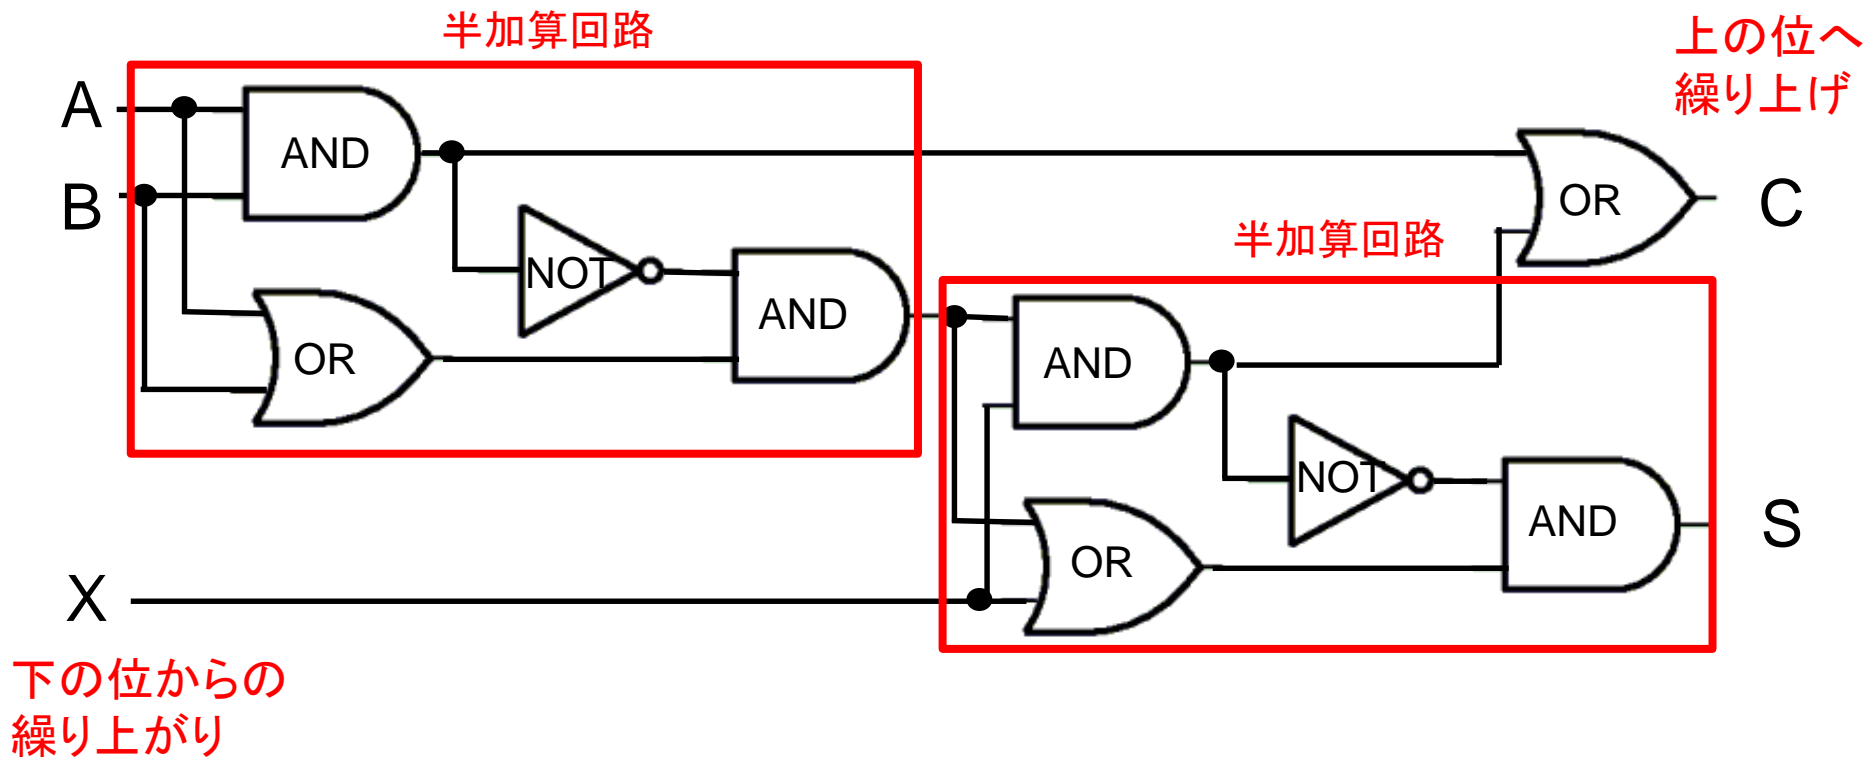 半加算回路
上の位へ
繰り上げ
A
AND
B
NOT
AND
OR
OR
C
半加算回路
AND
NOT
AND
OR
S
X
下の位からの
繰り上がり